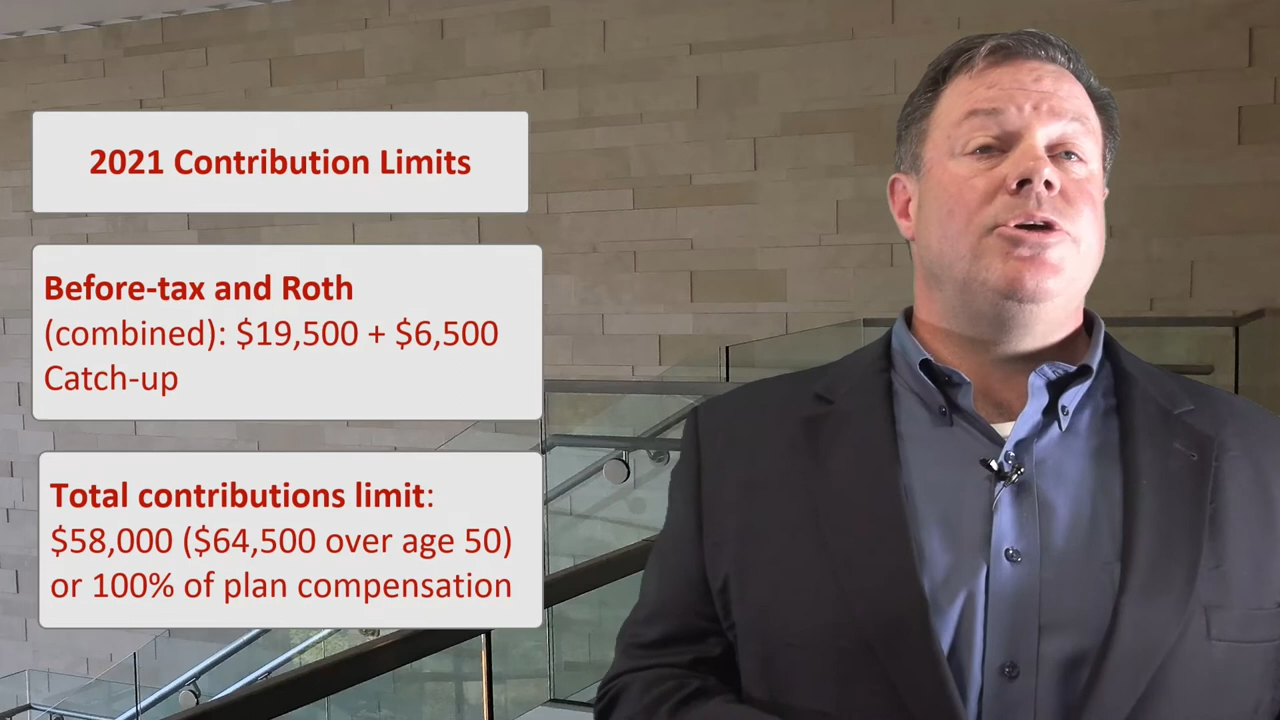 2021 Contribution Limits
Before-tax and Roth
(combined): $19,500 + $6,500
Catch-up
Total contributions limit:
$58,000 ($64,500 over age 50)
or 100% of plan compensation